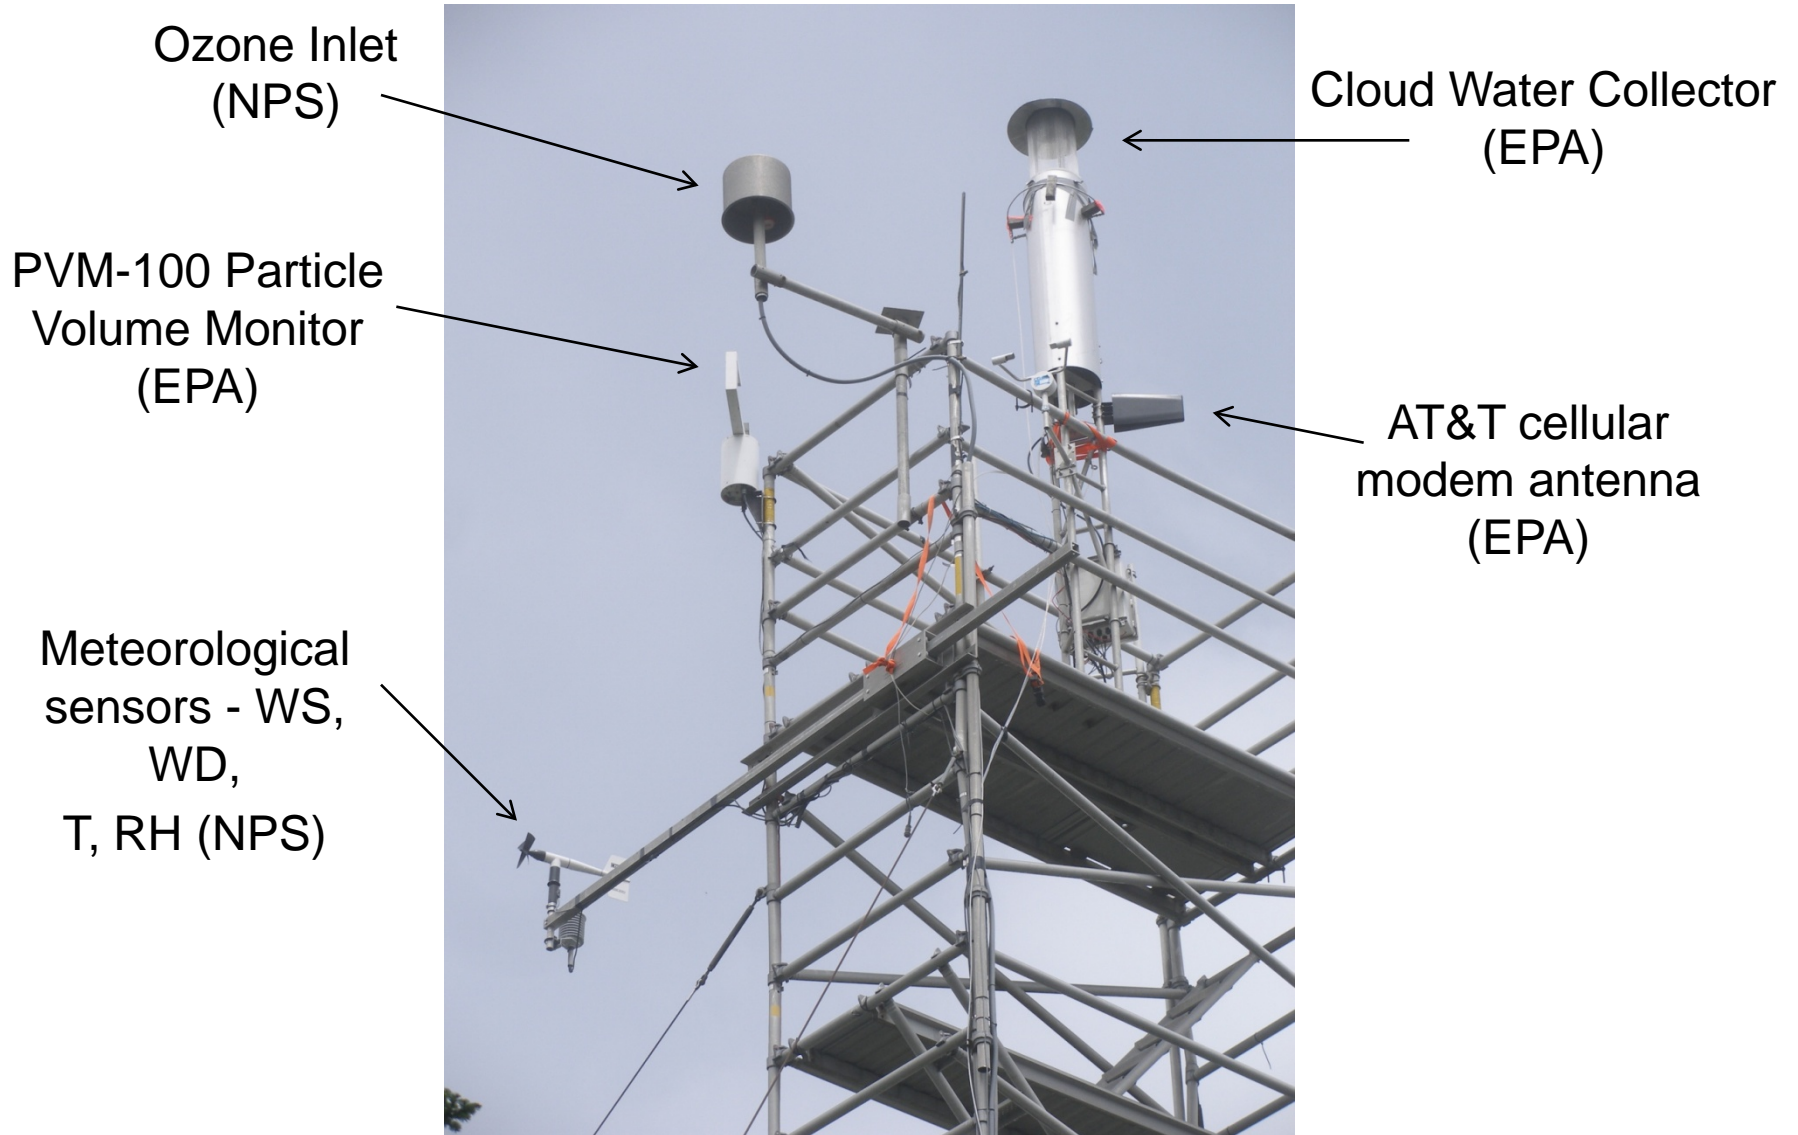 Ozone Inlet
(NPS)
Cloud Water Collector
(EPA)
PVM-100 Particle
Volume Monitor
(EPA)
AT&T cellular
modem antenna
(EPA)
Meteorological
sensors - WS,
WD,
T, RH (NPS)